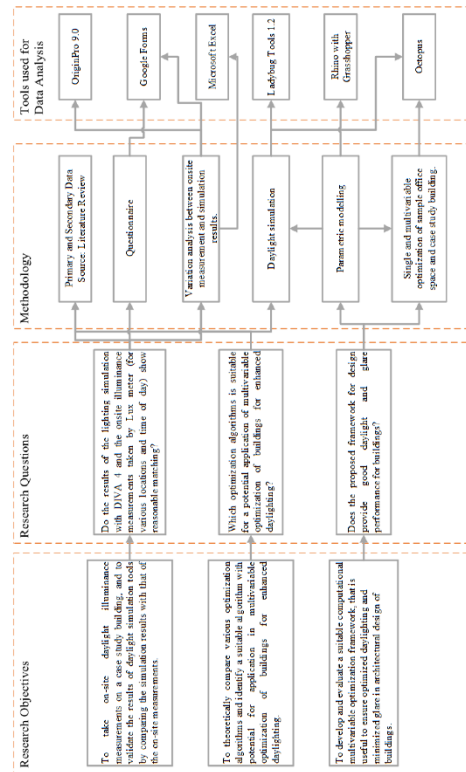 Research Objectives
To take on-site daylight illuminance
measurements on a case study building, and to
validate the results of daylight simulation tools
by comparing the simulation results with that of
the on-site measurements.
To theoretically compare various optimization
algorithms and identify a suitable algorithm with
potential for application in multivariable
optimization of buildings for enhanced
daylighting.
To develop and evaluate a suitable computational
multivariable optimization framework, that is
useful to ensure optimized daylighting and
minimized glare in architectural design of
buildings.
Research Questions
Do the results of the lighting simulation
with DIVA 4 and the onsite illuminance
measurements taken by Lux meter (for
various locations and time of day) show
reasonable matching?
Which optimization algorithms is suitable
for a potential application of multivariable
optimization of buildings for enhanced
daylighting?
Does the proposed framework for design
provide good daylight and glare
performance for buildings?
Methodology
Primary and Secondary Data
Source: Literature Review
Questionnaire
Variation analysis between onsite
measurement and simulation
results.
Daylight simulation
Parametric modelling
Single and multivariable
optimization of sample office
space and case study building.
Tools used for
Data Analysis
OriginPro 9.0
Google Forms
Microsoft Excel
Ladybug Tools 1.2
Rhino with
Grasshopper
Octopus